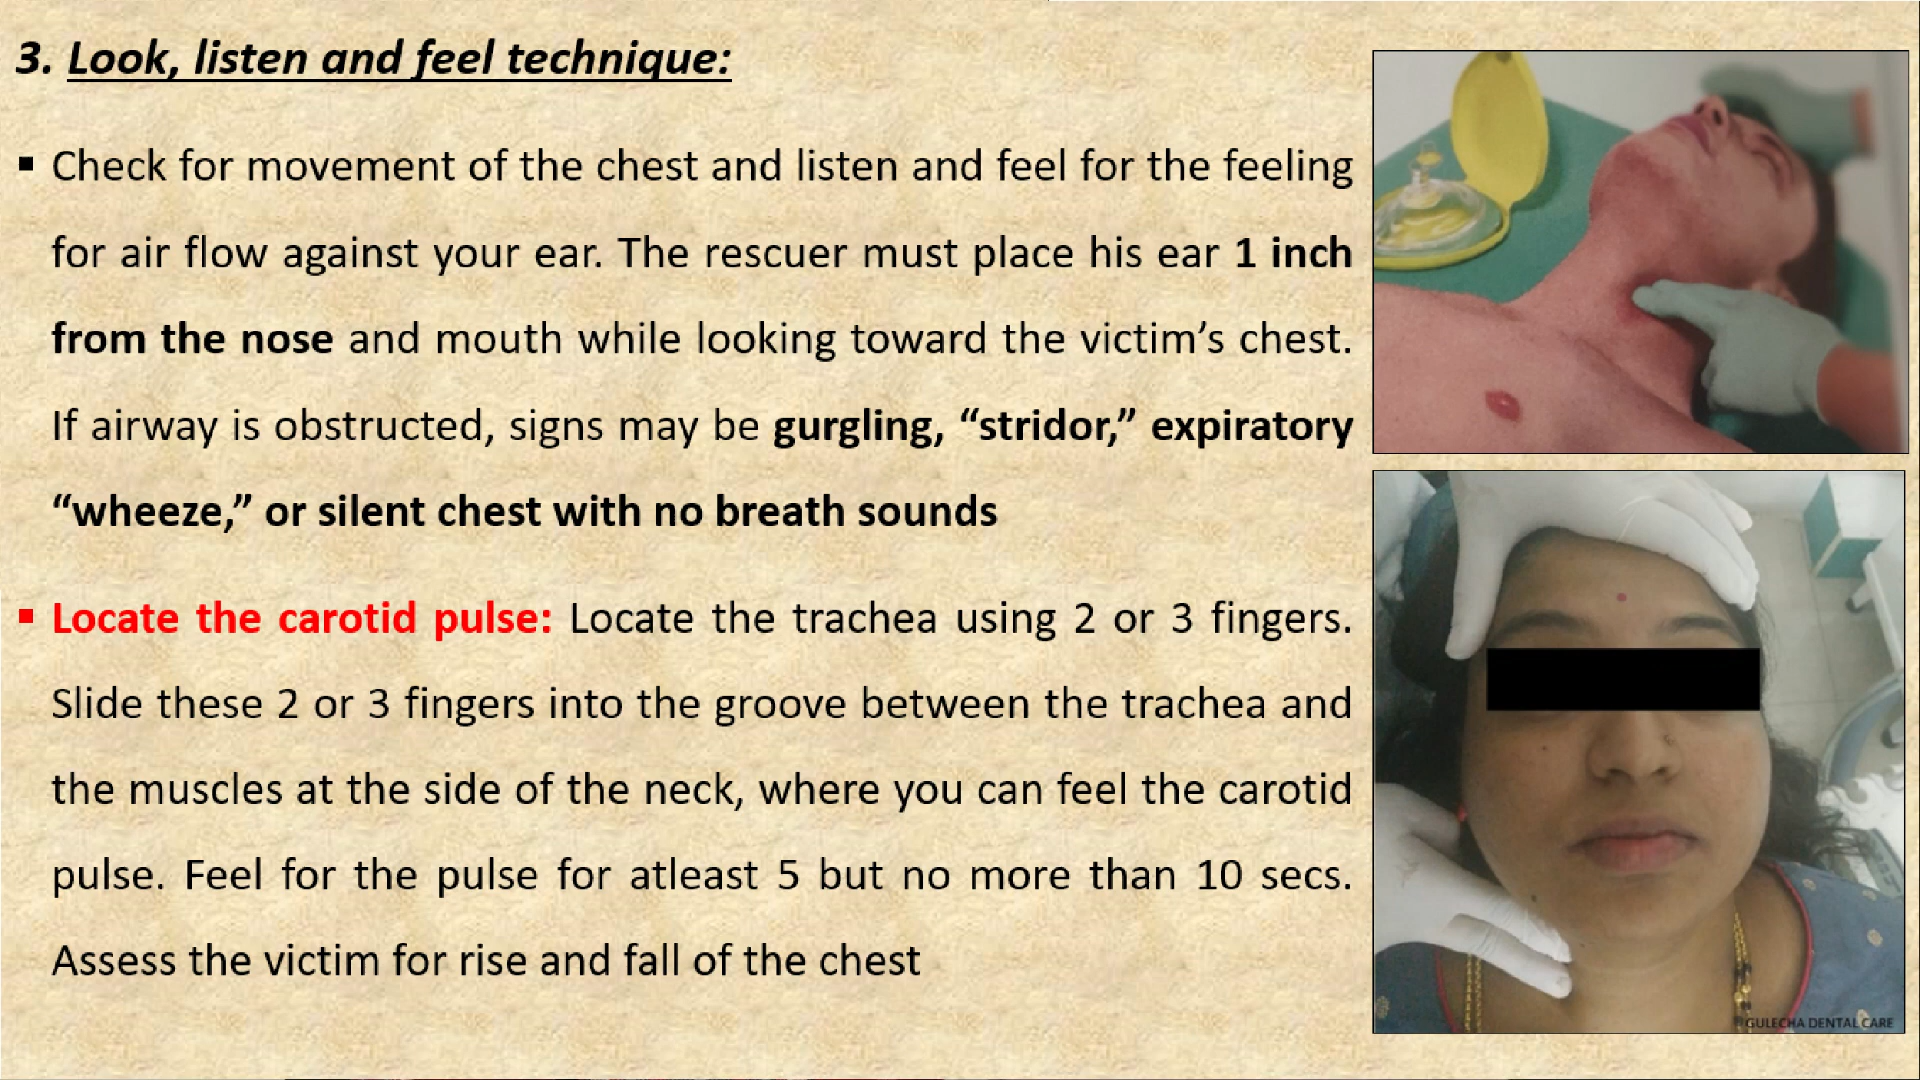 3. Look, listen and feel technique:
▪ Check for movement of the chest and listen and feel for the feeling
for air flow against your ear. The rescuer must place his ear 1 inch
from the nose and mouth while looking toward the victim’s chest.
If airway is obstructed, signs may be gurgling, “stridor,” expiratory
“wheeze,” or silent chest with no breath sounds
▪ Locate the carotid pulse: Locate the trachea using 2 or 3 fingers.
Slide these 2 or 3 fingers into the groove between the trachea and
the muscles at the side of the neck, where you can feel the carotid
pulse. Feel for the pulse for atleast 5 but no more than 10 secs.
Assess the victim for rise and fall of the chest
GULECHA DENTAL CARE